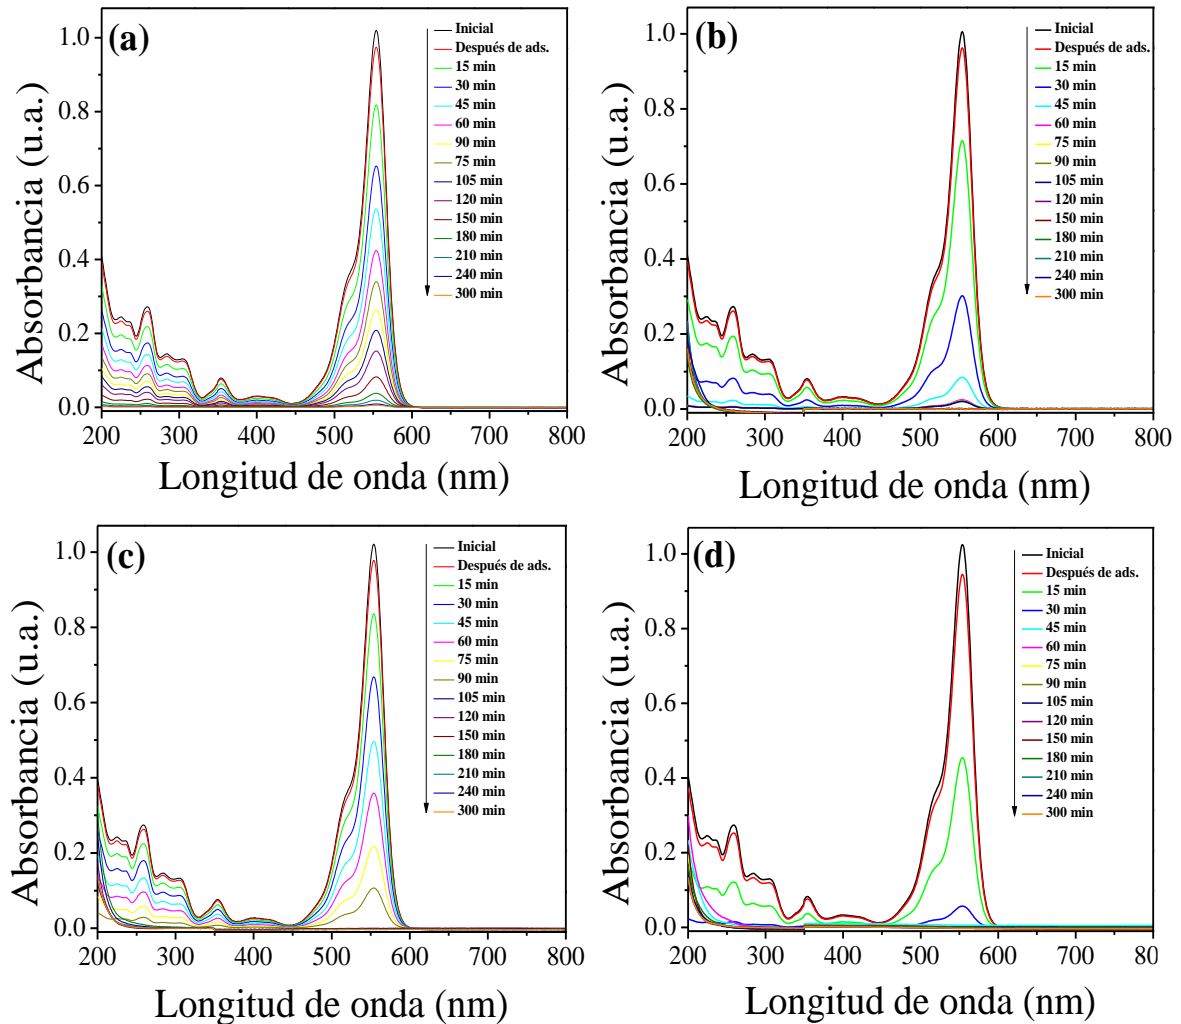 (a)
Absorbancia (u.a.)
1.0
0.8
0.6
0.4
0.2
0.0
200 300 400 500 600 700 800
Longitud de onda (nm)
Inicial
Después de ads.
15 min
30 min
45 min
60 min
90 min
75 min
105 min
120 min
150 min
180 min
210 min
240 min
300 min
(b)
Absorbancia (u.a.)
1.0
0.8
0.6
0.4
0.2
0.0
200 300 400 500 600 700 800
Longitud de onda (nm)
Inicial
Después de ads.
15 min
30 min
45 min
60 min
75 min
90 min
105 min
120 min
150 min
180 min
210 min
240 min
300 min
(c)
Absorbancia (u.a.)
1.0
0.8
0.6
0.4
0.2
0.0
200 300 400 500 600 700 800
Longitud de onda (nm)
Inicial
Después de ads.
15 min
30 min
45 min
60 min
75 min
90 min
105 min
120 min
150 min
180 min
210 min
240 min
300 min
(d)
Absorbancia (u.a.)
1.0
0.8
0.6
0.4
0.2
0.0
200 300 400 500 600 700 800
Longitud de onda (nm)
Inicial
Después de ads.
15 min
30 min
45 min
60 min
75 min
90 min
105 min
120 min
150 min
180 min
210 min
240 min
300 min